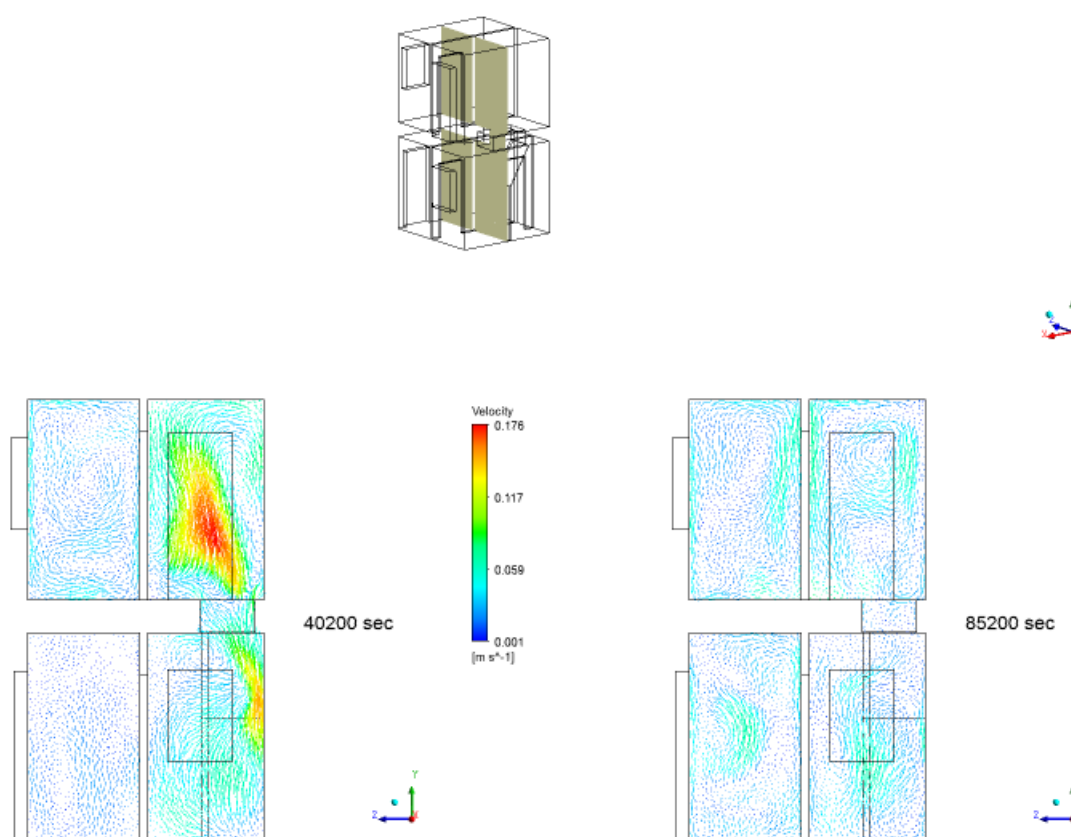 Z
X
Velocity
0.176
0.117
0.059
0.001
[m s^-1]
40200 sec
85200 sec
Y
Z
X
Z